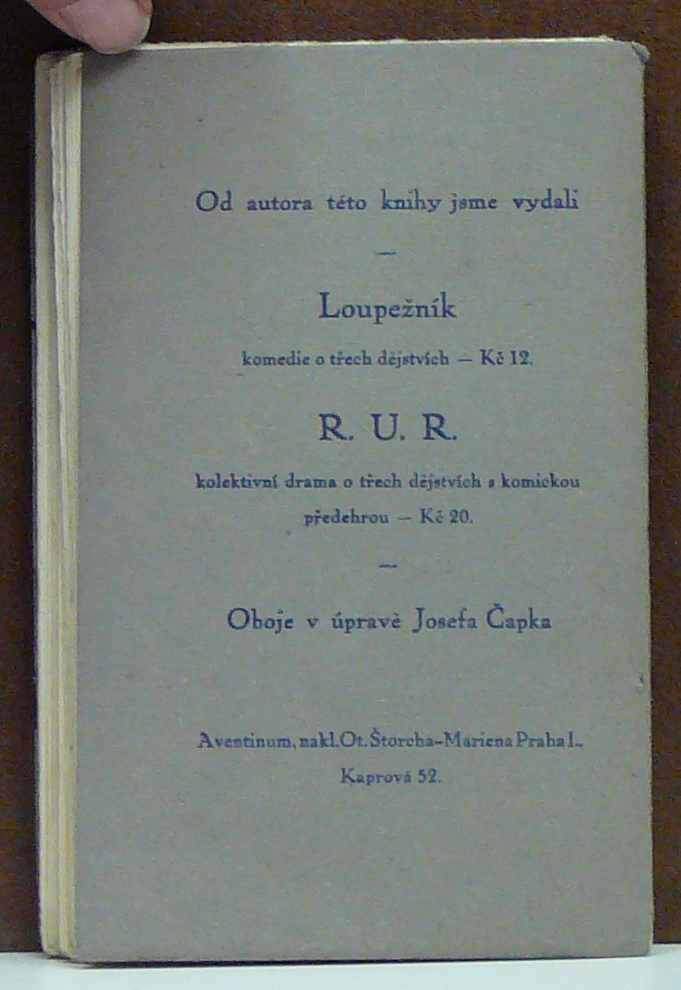 Od autora této knihy jsme vydali
—
Loupežník
komedie o třech dějstvích — Kč 12.
R. U. R.
kolektivní drama o třech dějstvích s komickou
předehrou — Kč 20.
—
Oboje v úpravě Josefa Čapka
Aventinum, nakl. Ot. Štorcha-Mariena Praha I.,
Kaprová 52.